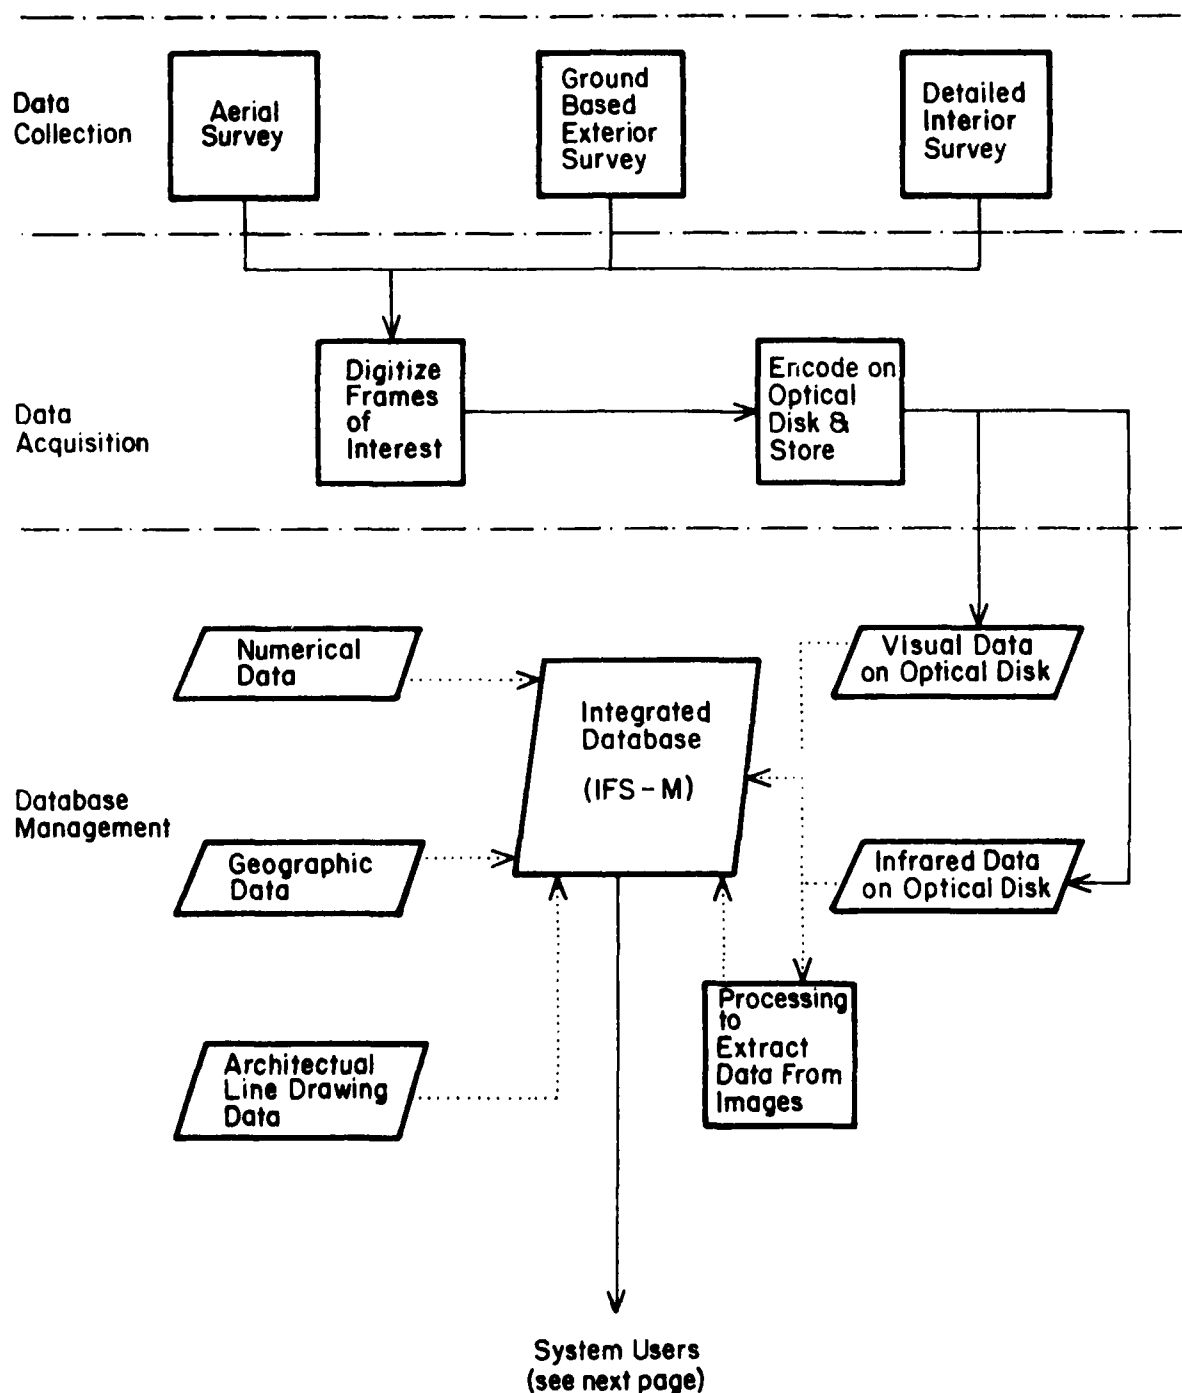 Data
Collection
Aerial
Survey
Ground
Based
Exterior
Survey
Detailed
Interior
Survey
Data
Acquisition
Digitize
Frames
of
Interest
Encode on
Optical
Disk &
Store
Database
Management
Numerical
Data
Integrated
Database
(IFS-M)
Visual Data
on Optical Disk
Geographic
Data
Infrared Data
on Optical Disk
Architectual
Line Drawing
Data
Processing
to
Extract
Data From
Images
System Users
(see next page)